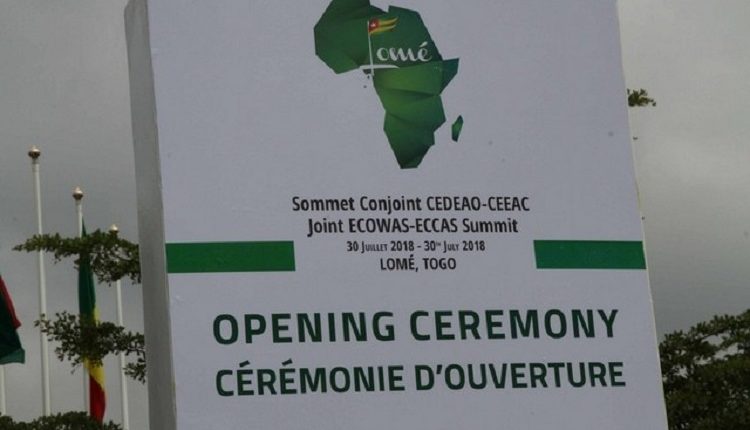 Lomé
Sommet Conjoint CEDEAO-CEEAC
Joint ECOWAS-ECCAS Summit
30 Juillet 2018 - 30th July 2018
Lomé, Togo
OPENING CEREMONY
CÉRÉMONIE D'OUVERTURE